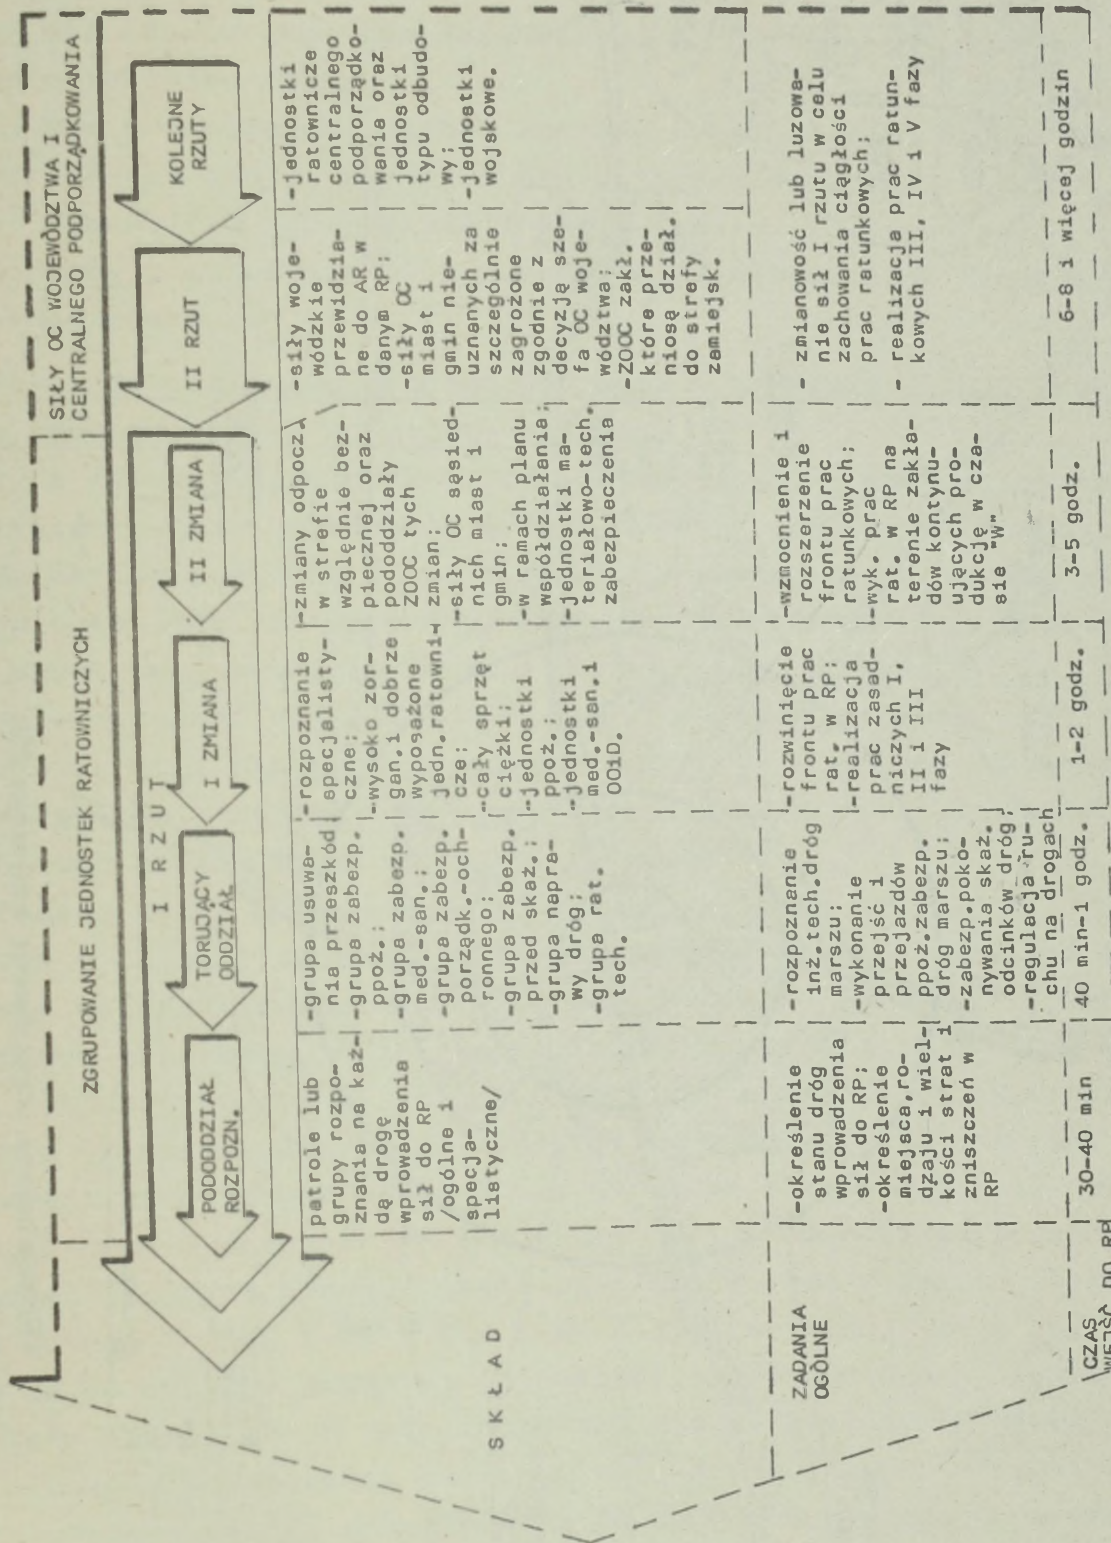 SIŁY OC WOJEWÓDZTWA I
CENTRALNEGO PODPORZĄDKOWANIA
ZGRUPOWANIE JEDNOSTEK RATOWNICZYCH
I RZUT
PODODDZIAŁ
ROZPOZN.
TORUJĄCY
ODDZIAŁ
I ZMIANA
II ZMIANA
II RZUT
KOLEJNE
RZUTY
SKŁAD
patrole lub
grupy rozpo-
znania na każ-
dą drogę
wprowadzenia
sił do RP
/ogólne i
specja-
listyczne/
-grupa usuwa-
nia przeszkód
-grupa zabezp.
ppoż.;
-grupa zabezp.
med.-san.;
-grupa zabezp.
porządk.-och-
ronnego;
-grupa zabezp.
przed skaż.;
-grupa napra-
wy dróg;
-grupa rat.
tech.
-rozpoznanie
specjalisty-
czne;
-wysoko zor-
gan.i dobrze
wyposażone
jedn.ratowni-
cze;
-cały sprzęt
ciężki;
-jednostki
ppoż.;
-jednostki
med.-san.i
OOiD.
-zmiany odpocz.
w strefie
względnie bez-
piecznej oraz
pododdziały
ZOOC tych
zmian;
-siły OC sąsied-
nich miast i
gmin;
-w ramach planu
współdziałania;
-jednostki ma-
teriałowo-tech.
zabezpieczenia
-siły woje-
wódzkie
przewidzia-
ne do AR w
danym RP;
-siły OC
miast i
gmin nie-
uznanych za
szczególnie
zagrożone
zgodnie z
decyzją sze-
fa OC woje-
wództwa;
-ZOOC zakł.
które prze-
niosą dział.
do strefy
zamiejsk.
-jednostki
ratownicze
centralnego
podporządko-
wania oraz
jednostki
typu odbudo-
wy;
-jednostki
wojskowe.
ZADANIA
OGÓLNE
-określenie
stanu dróg
wprowadzenia
sił do RP;
-określenie
miejsca,ro-
dzaju i wiel-
kości strat i
zniszczeń w
RP
-rozpoznanie
inż.tech.dróg
marszu;
-wykonanie
przejść i
przejazdów
ppoż.zabezp.
dróg marszu;
-zabezp.poko-
nywania skaż.
odcinków dróg;
-regulacja ru-
chu na drogach
-rozwinięcie
frontu prac
rat. w RP;
-realizacja
prac zasad-
niczych I,
II i III
fazy
-wzmocnienie i
rozszerzenie
frontu prac
ratunkowych;
-wyk. prac
rat. w RP na
terenie zakła-
dów kontynu-
ujących pro-
dukcję w cza-
sie "W"
- zmianowość lub luzowa-
nie sił I rzutu w celu
zachowania ciągłości
prac ratunkowych;
- realizacja prac ratun-
kowych III, IV i V fazy
CZAS
WEJŚĆ DO RP
30-40 min
40 min-1 godz.
1-2 godz.
3-5 godz.
6-8 i więcej godzin